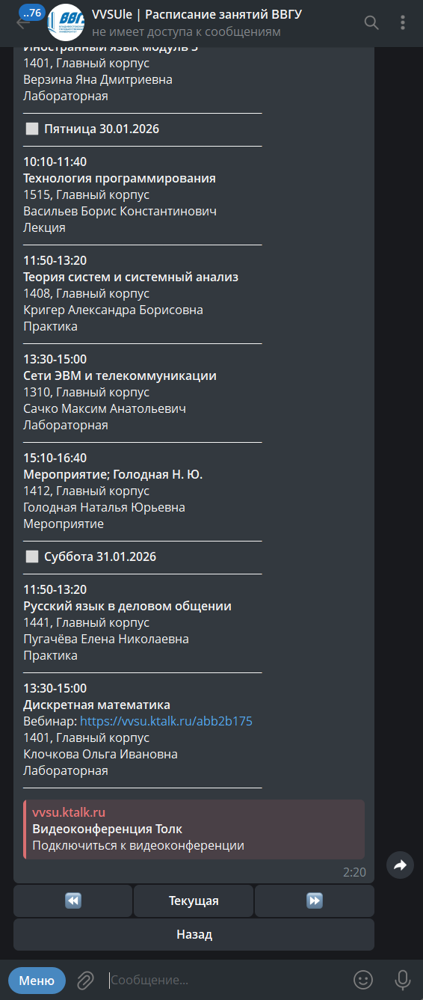 ..76
VVSUle | Расписание занятий ВВГУ
не имеет доступа к сообщениям
ВВГУ
ВЛАДИВОСТОКСКИЙ
ГОСУДАРСТВЕННЫЙ
УНИВЕРСИТЕТ
Иностранный язык модуль 3
1401, Главный корпус
Верзина Яна Дмитриевна
Лабораторная
Пятница 30.01.2026
10:10-11:40
Технология программирования
1515, Главный корпус
Васильев Борис Константинович
Лекция
11:50-13:20
Теория систем и системный анализ
1408, Главный корпус
Кригер Александра Борисовна
Практика
13:30-15:00
Сети ЭВМ и телекоммуникации
1310, Главный корпус
Сачко Максим Анатольевич
Лабораторная
15:10-16:40
Мероприятие; Голодная Н. Ю.
1412, Главный корпус
Голодная Наталья Юрьевна
Мероприятие
Суббота 31.01.2026
11:50-13:20
Русский язык в деловом общении
1441, Главный корпус
Пугачёва Елена Николаевна
Практика
13:30-15:00
Дискретная математика
Вебинар: https://vvsu.ktalk.ru/abb2b175
1401, Главный корпус
Клочкова Ольга Ивановна
Лабораторная
vvsu.ktalk.ru
Видеоконференция Толк
Подключиться к видеоконференции
2:20
Текущая
Назад
Меню
Сообщение...